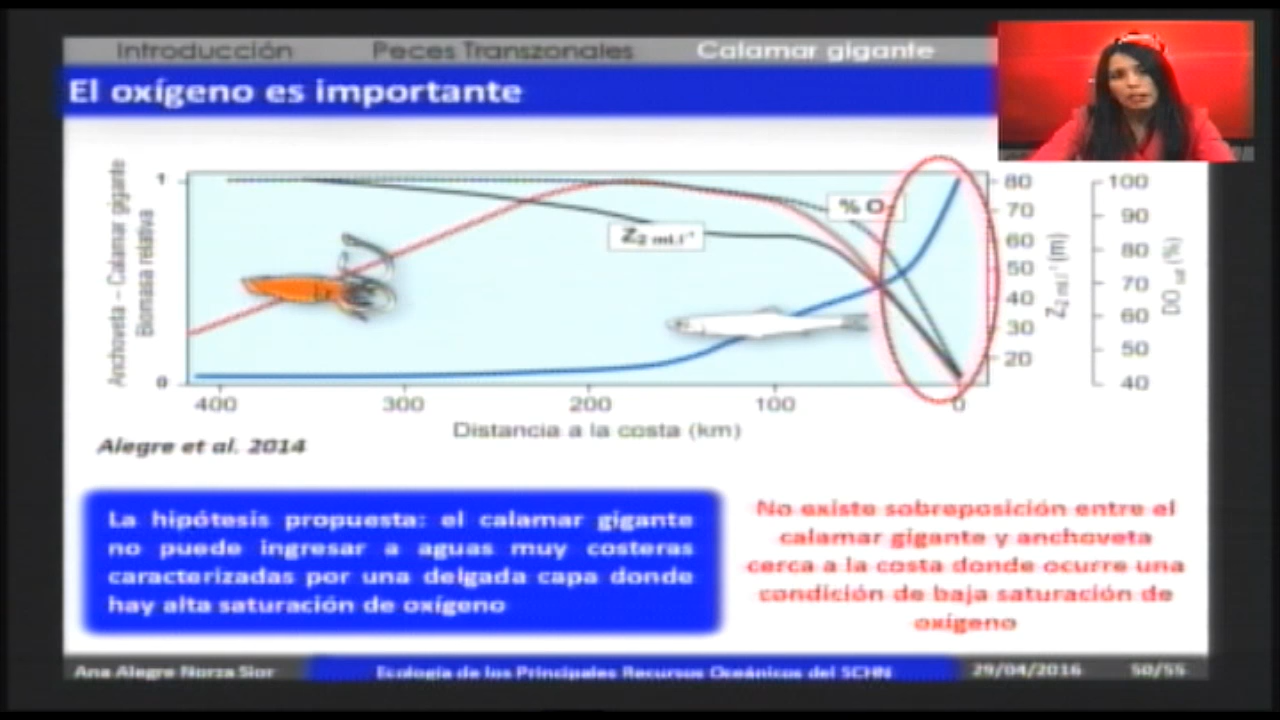 Introducción Peces Transzonales Calamar gigante
El oxígeno es importante
Anchoveta – Calamar gigante
Biomasa relativa
1
0
% O2
Z2 mL l-1
400 300 200 100 0
Distancia a la costa (km)
80
70
60
50
40
30
20
Z2 ml l-1 (m)
100
90
80
70
60
50
40
DO sat (%)
Alegre et al. 2014
La hipótesis propuesta: el calamar gigante
no puede ingresar a aguas muy costeras
caracterizadas por una delgada capa donde
hay alta saturación de oxígeno
No existe sobreposición entre el
calamar gigante y anchoveta
cerca a la costa donde ocurre una
condición de baja saturación de
oxígeno
Ana Alegre Norza Sior Ecología de los Principales Recursos Oceánicos del SCHN 29/04/2016 50/55